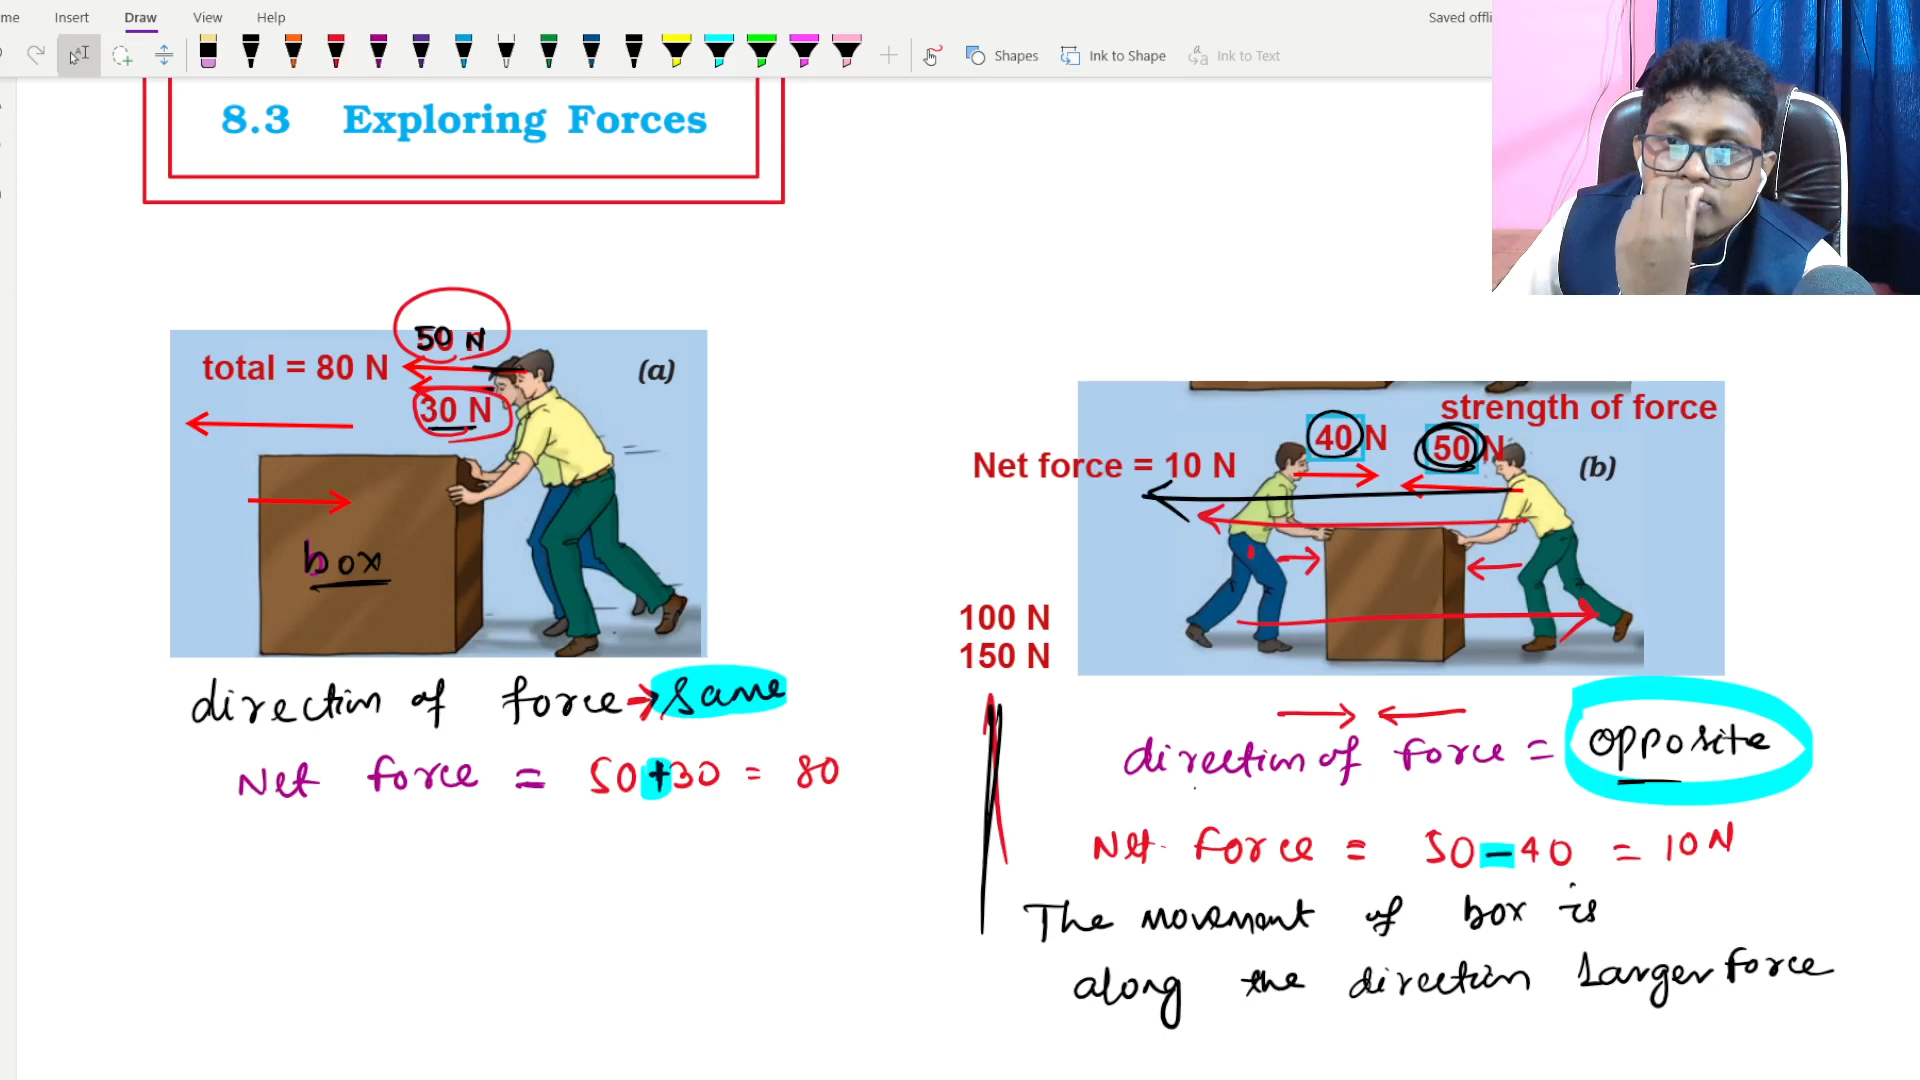 Insert Draw View Help
Saved offli
Shapes Ink to Shape Ink to Text
8.3 Exploring Forces
50 N
total = 80 N
(a)
30 N
box
direction of force → same
Net force = 50 + 30 = 80
strength of force
40 N 50 N
Net force = 10 N
(b)
100 N
150 N
direction of force = opposite
Net force = 50 - 40 = 10 N
The movement of box is
along the direction Larger force